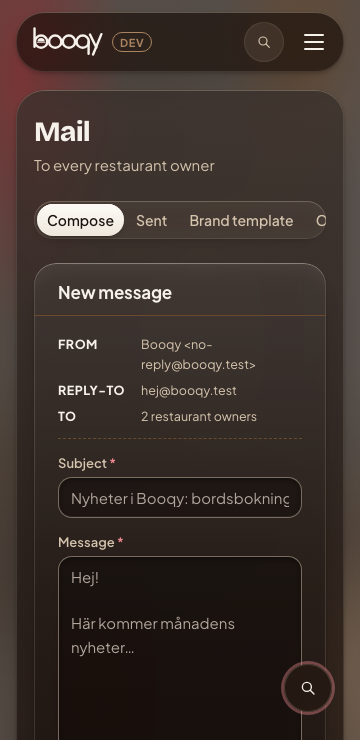 booqy DEV
Mail
To every restaurant owner
Compose Sent Brand template
New message
FROM Booqy <no-
reply@booqy.test>
REPLY-TO hej@booqy.test
TO 2 restaurant owners
Subject *
Nyheter i Booqy: bordsbokning
Message *
Hej!
Här kommer månadens
nyheter…